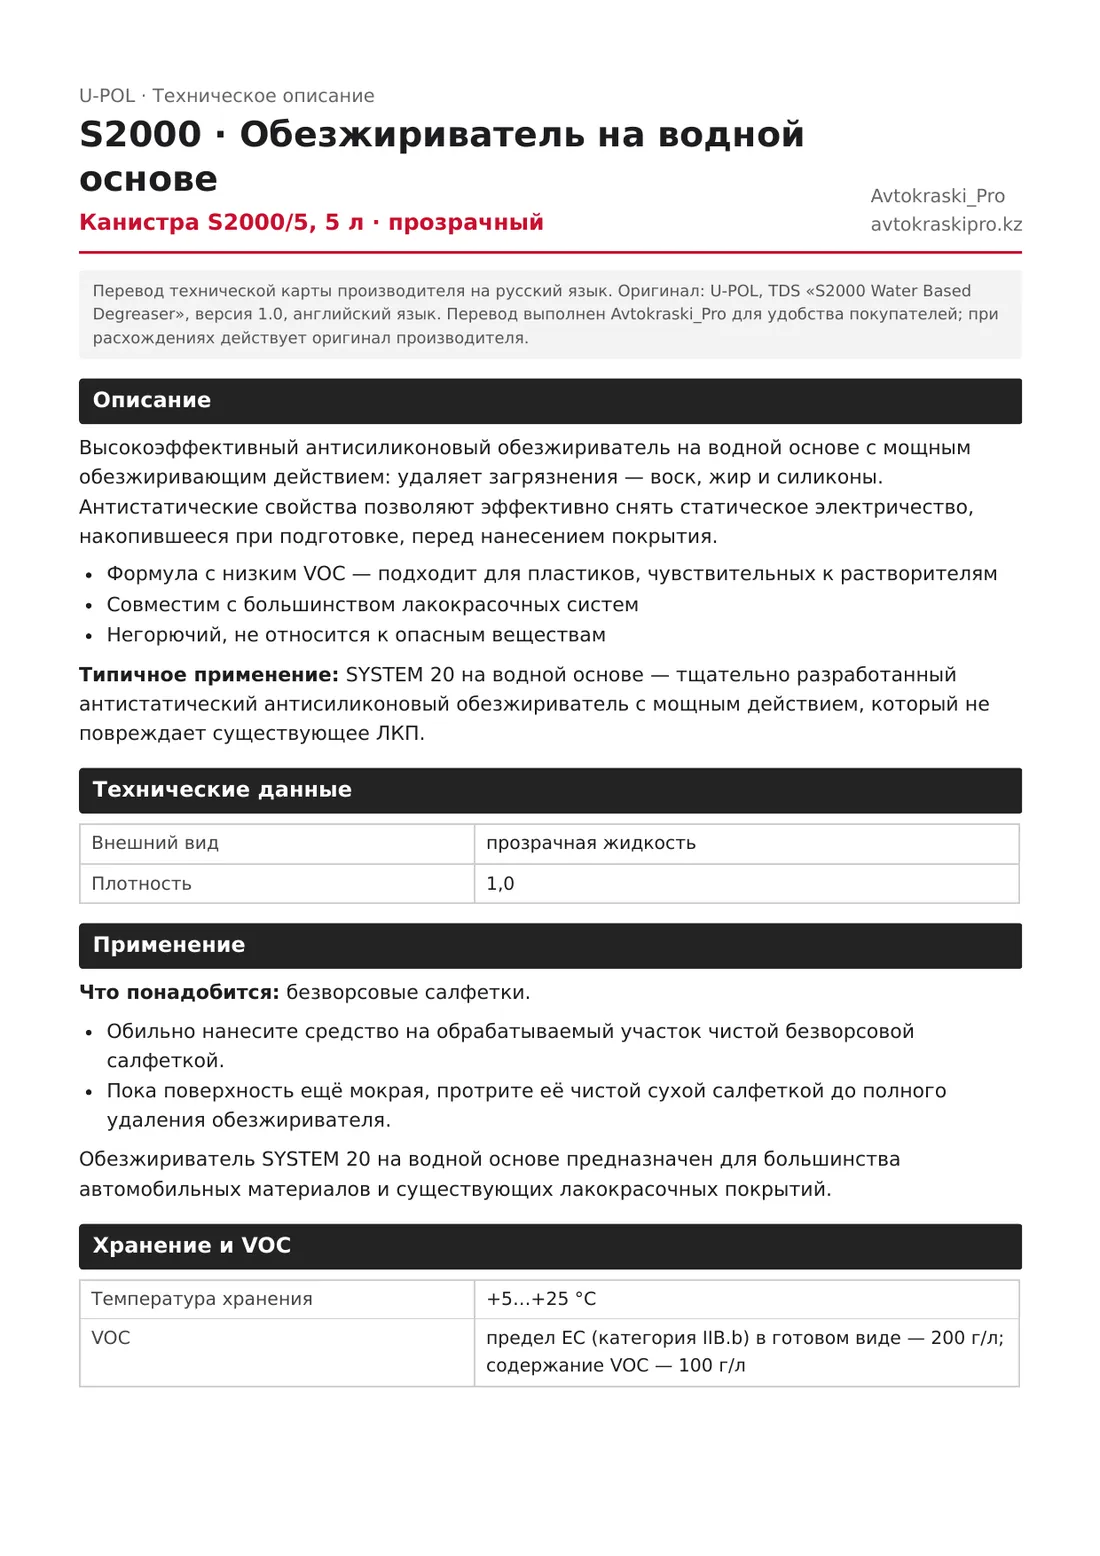 U-POL · Техническое описание
S2000 · Обезжириватель на водной
основе
Канистра S2000/5, 5 л · прозрачный
Avtokraski_Pro
avtokraskipro.kz
Перевод технической карты производителя на русский язык. Оригинал: U-POL, TDS «S2000 Water Based
Degreaser», версия 1.0, английский язык. Перевод выполнен Avtokraski_Pro для удобства покупателей; при
расхождениях действует оригинал производителя.
Описание
Высокоэффективный антисиликоновый обезжириватель на водной основе с мощным
обезжиривающим действием: удаляет загрязнения — воск, жир и силиконы.
Антистатические свойства позволяют эффективно снять статическое электричество,
накопившееся при подготовке, перед нанесением покрытия.
• Формула с низким VOC — подходит для пластиков, чувствительных к растворителям
• Совместим с большинством лакокрасочных систем
• Негорючий, не относится к опасным веществам
Типичное применение: SYSTEM 20 на водной основе — тщательно разработанный
антистатический антисиликоновый обезжириватель с мощным действием, который не
повреждает существующее ЛКП.
Технические данные
Внешний вид прозрачная жидкость
Плотность 1,0
Применение
Что понадобится: безворсовые салфетки.
• Обильно нанесите средство на обрабатываемый участок чистой безворсовой
салфеткой.
• Пока поверхность ещё мокрая, протрите её чистой сухой салфеткой до полного
удаления обезжиривателя.
Обезжириватель SYSTEM 20 на водной основе предназначен для большинства
автомобильных материалов и существующих лакокрасочных покрытий.
Хранение и VOC
Температура хранения +5…+25 °C
VOC предел ЕС (категория IIB.b) в готовом виде — 200 г/л;
содержание VOC — 100 г/л